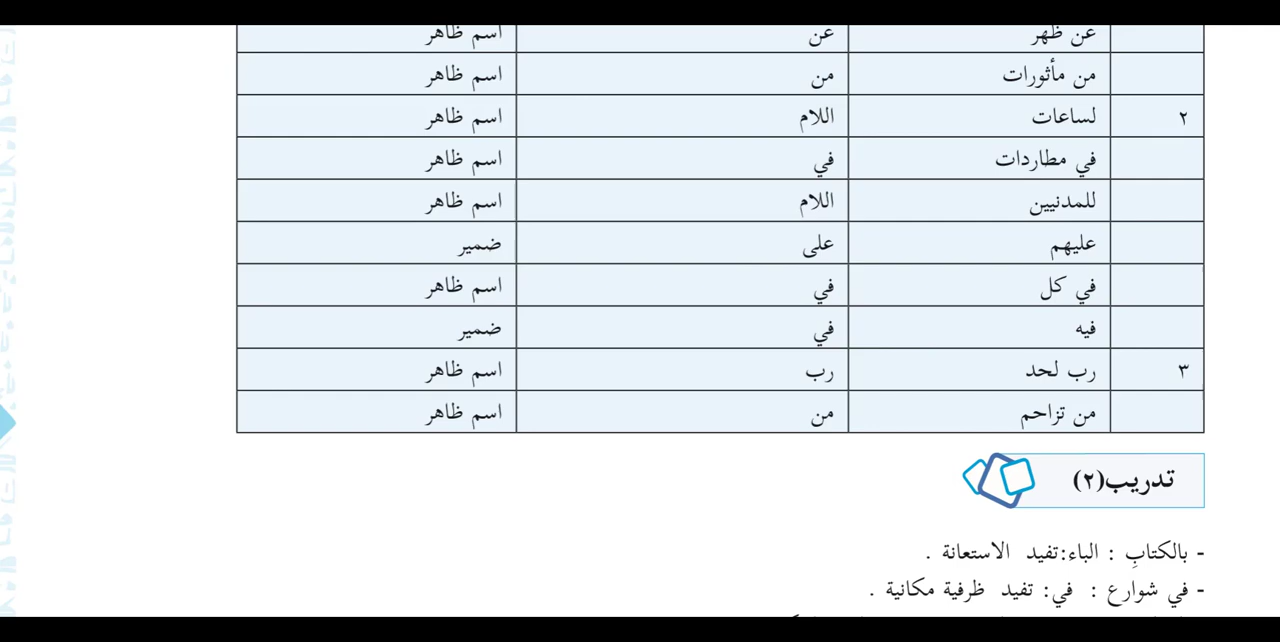 عن ظهر عن اسم ظاهر
من مأثورات من اسم ظاهر
٢ لساعات اللام اسم ظاهر
في مطاردات في اسم ظاهر
للمدنيين اللام اسم ظاهر
عليهم على ضمير
في كل في اسم ظاهر
فيه في ضمير
٣ رب لحد رب اسم ظاهر
من تزاحم من اسم ظاهر
تدريب(٢)
- بالكتابِ : الباء:تفيد الاستعانة .
- في شوارع : في: تفيد ظرفية مكانية .